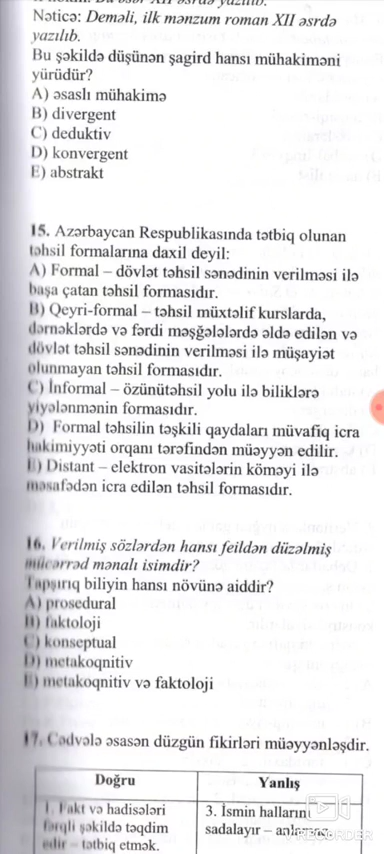 Nəticə: Deməli, ilk mənzum roman XII əsrdə
yazılıb.
Bu şəkildə düşünən şagird hansı mühakiməni
yürüdür?
A) əsaslı mühakimə
B) divergent
C) deduktiv
D) konvergent
E) abstrakt
15. Azərbaycan Respublikasında tətbiq olunan
təhsil formalarına daxil deyil:
A) Formal – dövlət təhsil sənədinin verilməsi ilə
başa çatan təhsil formasıdır.
B) Qeyri-formal – təhsil müxtəlif kurslarda,
dərnəklərdə və fərdi məşğələlərdə əldə edilən və
dövlət təhsil sənədinin verilməsi ilə müşayiət
olunmayan təhsil formasıdır.
C) İnformal – özünütəhsil yolu ilə biliklərə
yiyələnmənin formasıdır.
D) Formal təhsilin təşkili qaydaları müvafiq icra
hakimiyyəti orqanı tərəfindən müəyyən edilir.
E) Distant – elektron vasitələrin köməyi ilə
məsafədən icra edilən təhsil formasıdır.
16. Verilmiş sözlərdən hansı feildən düzəlmiş
mücərrəd mənalı isimdir?
Tapşırıq biliyin hansı növünə aiddir?
A) prosedural
B) faktoloji
C) konseptual
D) metakoqnitiv
E) metakoqnitiv və faktoloji
17. Cədvələ əsasən düzgün fikirləri müəyyənləşdir.
Doğru
Yanlış
1. Fakt və hadisələri
fərqli şəkildə təqdim
edir – tətbiq etmək.
3. İsmin hallarını
sadalayır – anlamaq.
RECORDER